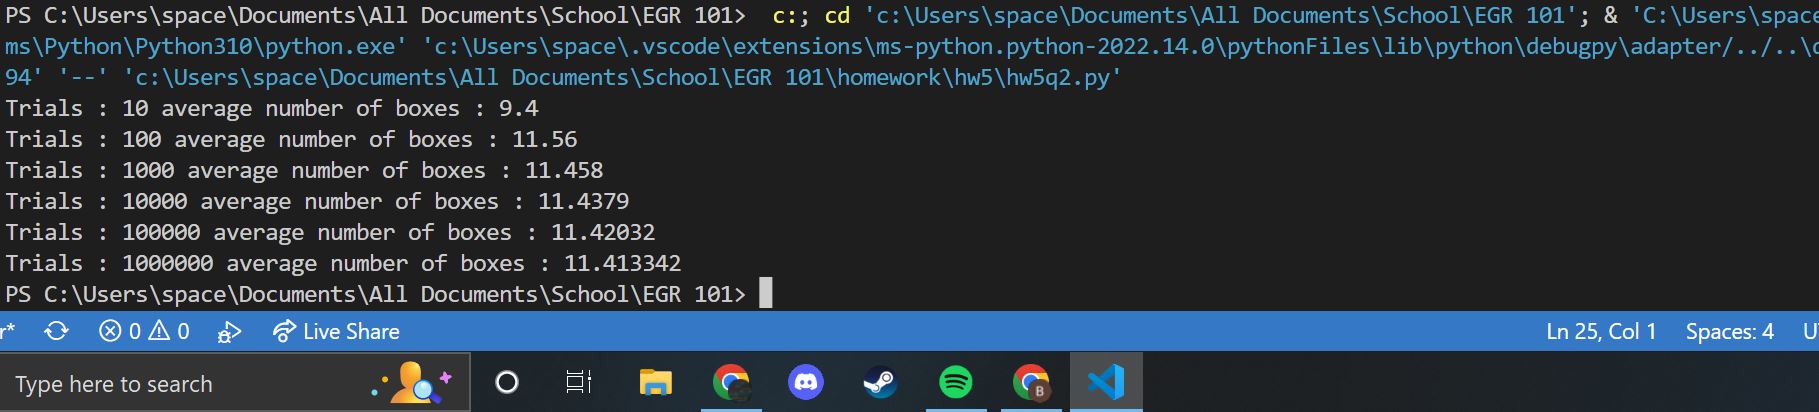 PS C:\Users\space\Documents\All Documents\School\EGR 101>  c:; cd 'c:\Users\space\Documents\All Documents\School\EGR 101'; & 'C:\Users\space
ms\Python\Python310\python.exe' 'c:\Users\space\.vscode\extensions\ms-python.python-2022.14.0\pythonFiles\lib\python\debugpy\adapter/../..\
94' '--' 'c:\Users\space\Documents\All Documents\School\EGR 101\homework\hw5\hw5q2.py'
Trials : 10 average number of boxes : 9.4
Trials : 100 average number of boxes : 11.56
Trials : 1000 average number of boxes : 11.458
Trials : 10000 average number of boxes : 11.4379
Trials : 100000 average number of boxes : 11.42032
Trials : 1000000 average number of boxes : 11.413342
PS C:\Users\space\Documents\All Documents\School\EGR 101>
r* 0 0 Live Share Ln 25, Col 1 Spaces: 4
Type here to search B